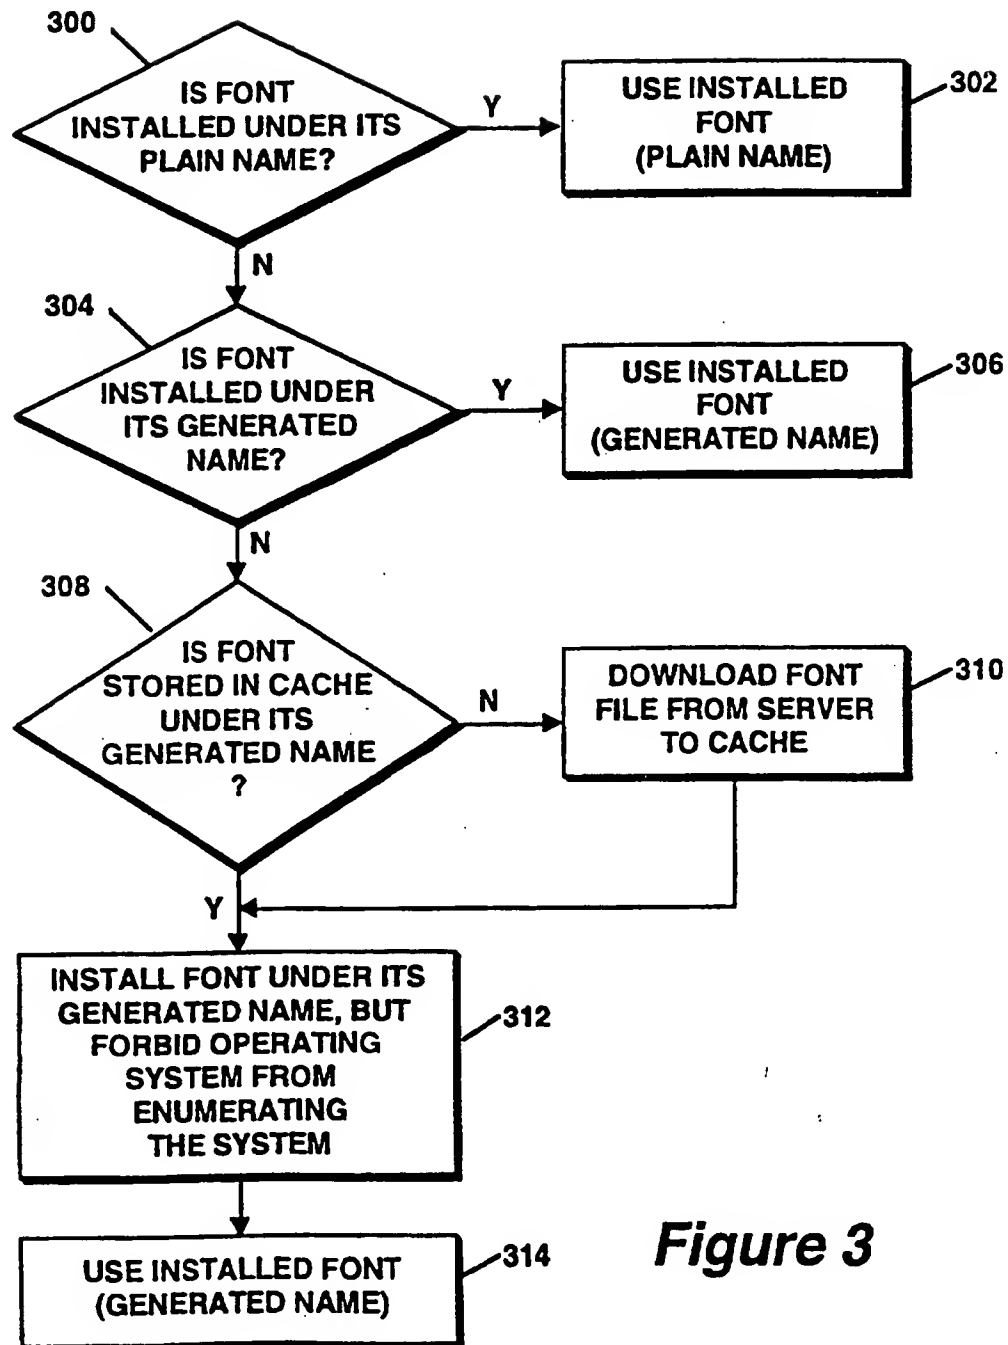 300
IS FONT
INSTALLED UNDER ITS
PLAIN NAME?
Y
USE INSTALLED
FONT
(PLAIN NAME)
302
N
304
IS FONT
INSTALLED UNDER
ITS GENERATED
NAME?
Y
USE INSTALLED
FONT
(GENERATED NAME)
306
N
308
IS FONT
STORED IN CACHE
UNDER ITS
GENERATED NAME
?
N
DOWNLOAD FONT
FILE FROM SERVER
TO CACHE
310
Y
INSTALL FONT UNDER ITS
GENERATED NAME, BUT
FORBID OPERATING
SYSTEM FROM
ENUMERATING
THE SYSTEM
312
USE INSTALLED FONT
(GENERATED NAME)
314
Figure 3